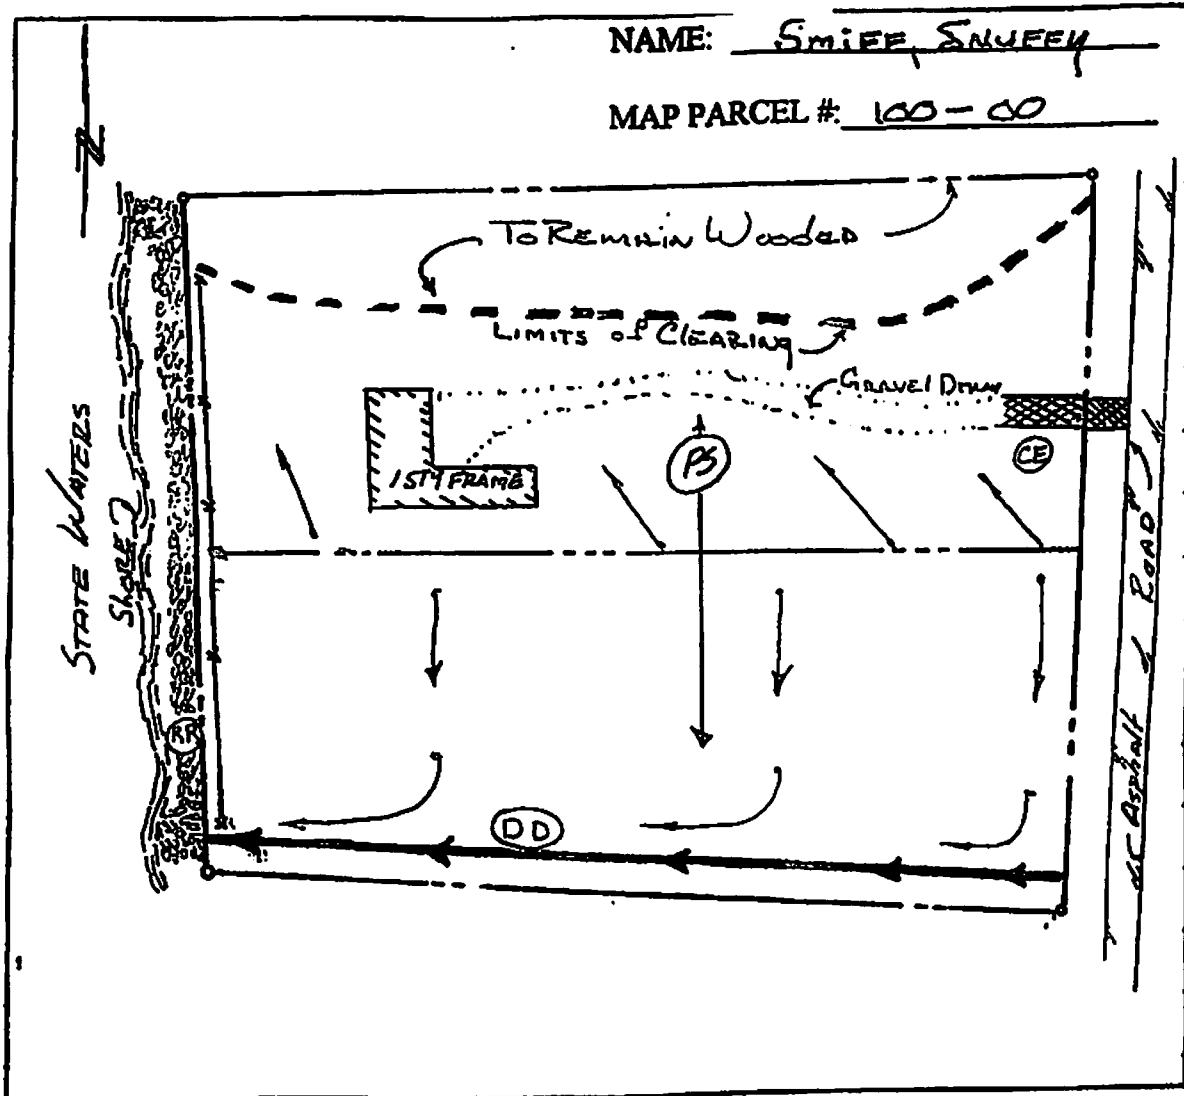 NAME: SMIFF, SNUFFY
MAP PARCEL #: 100-00
N
TO REMAIN WOODED
LIMITS of CLEARING
GRAVEL DRIVE
PS
CE
1 STY FRAME
STATE WATERS
SHORE
RR
DD
Asphalt ROAD